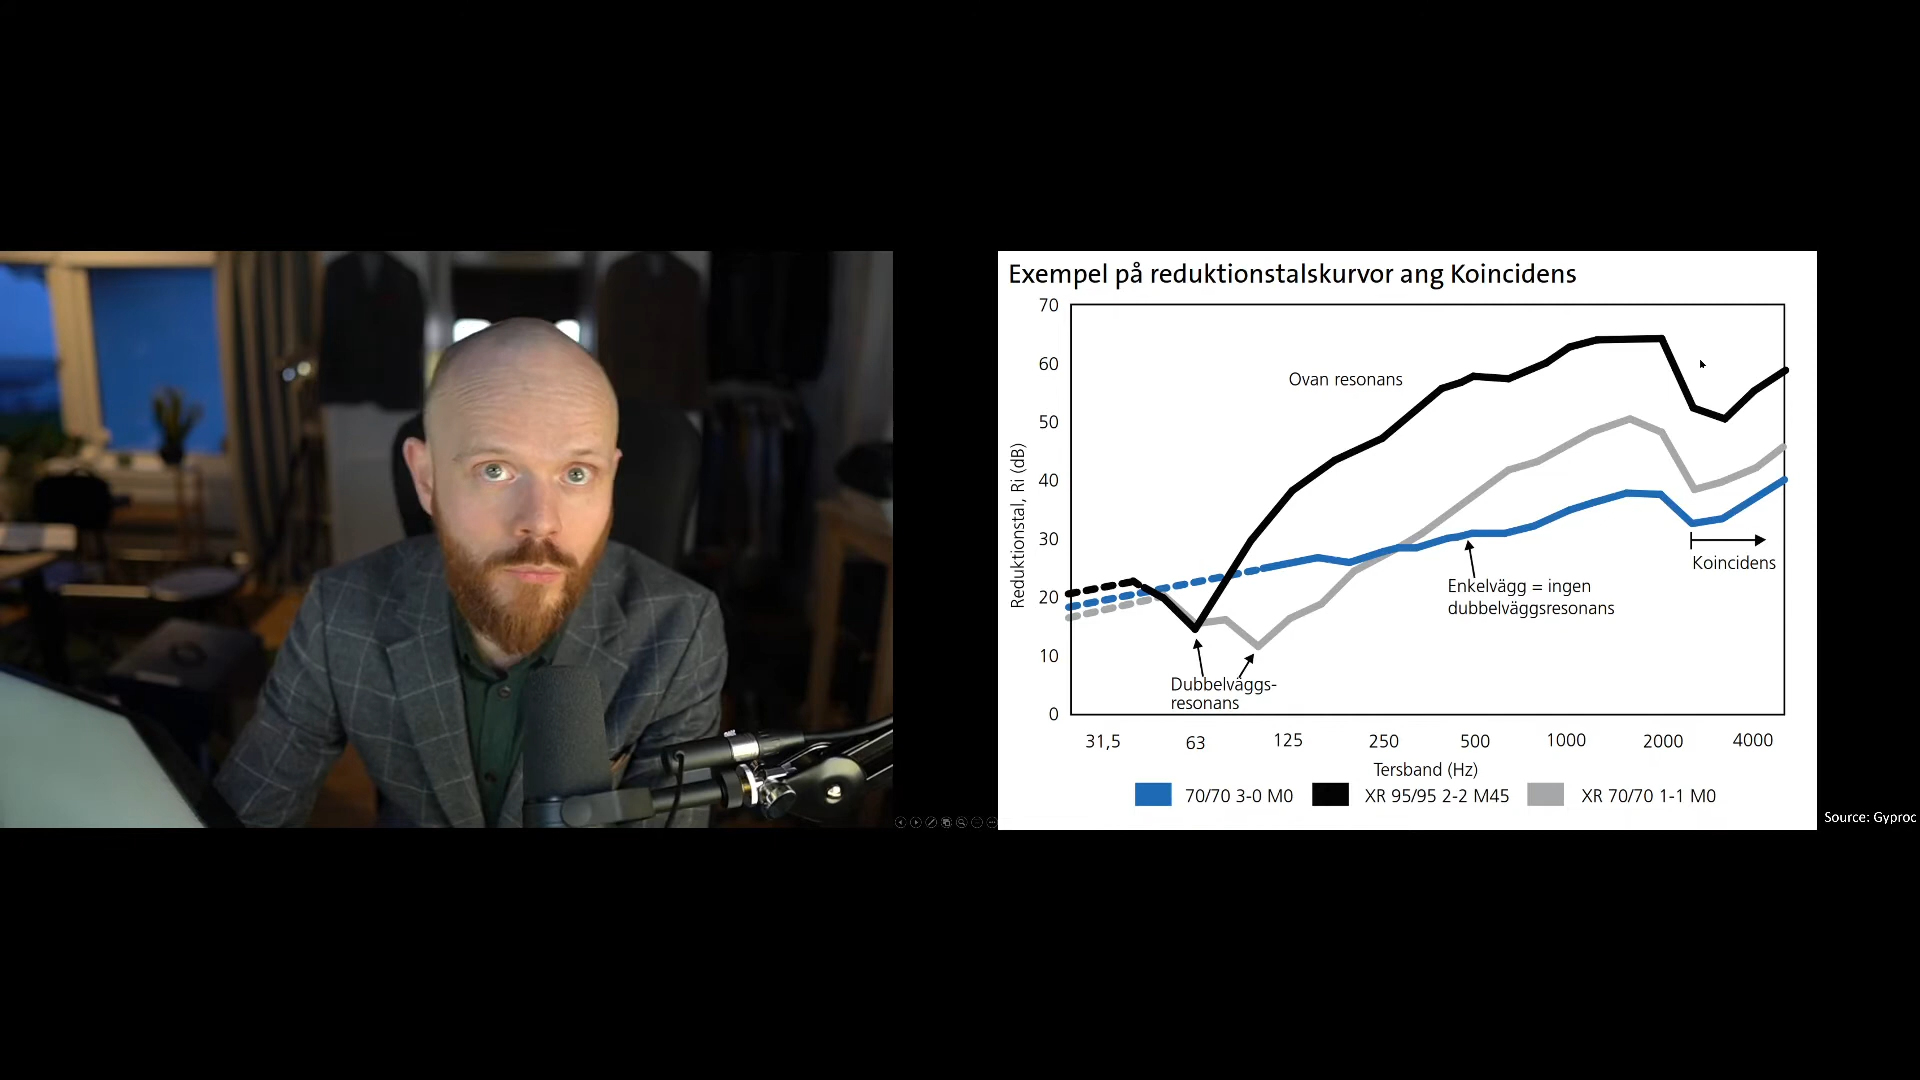 Exempel på reduktionstalskurvor ang Koincidens
70
60
50
40
30
20
10
0
Reduktionstal, Ri (dB)
Ovan resonans
Koincidens
Enkelvägg = ingen
dubbelväggsresonans
Dubbelväggs-
resonans
31,5 63 125 250 500 1000 2000 4000
Tersband (Hz)
70/70 3-0 M0 XR 95/95 2-2 M45 XR 70/70 1-1 M0
Source: Gyproc